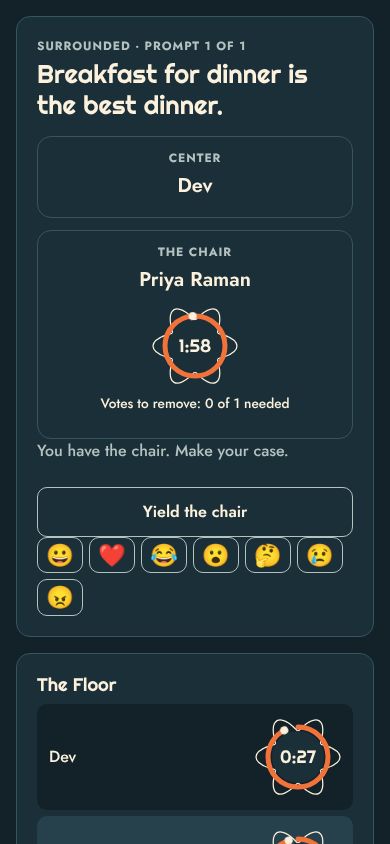 SURROUNDED · PROMPT 1 OF 1
Breakfast for dinner is
the best dinner.
CENTER
Dev
THE CHAIR
Priya Raman
1:58
Votes to remove: 0 of 1 needed
You have the chair. Make your case.
Yield the chair
The Floor
Dev
0:27